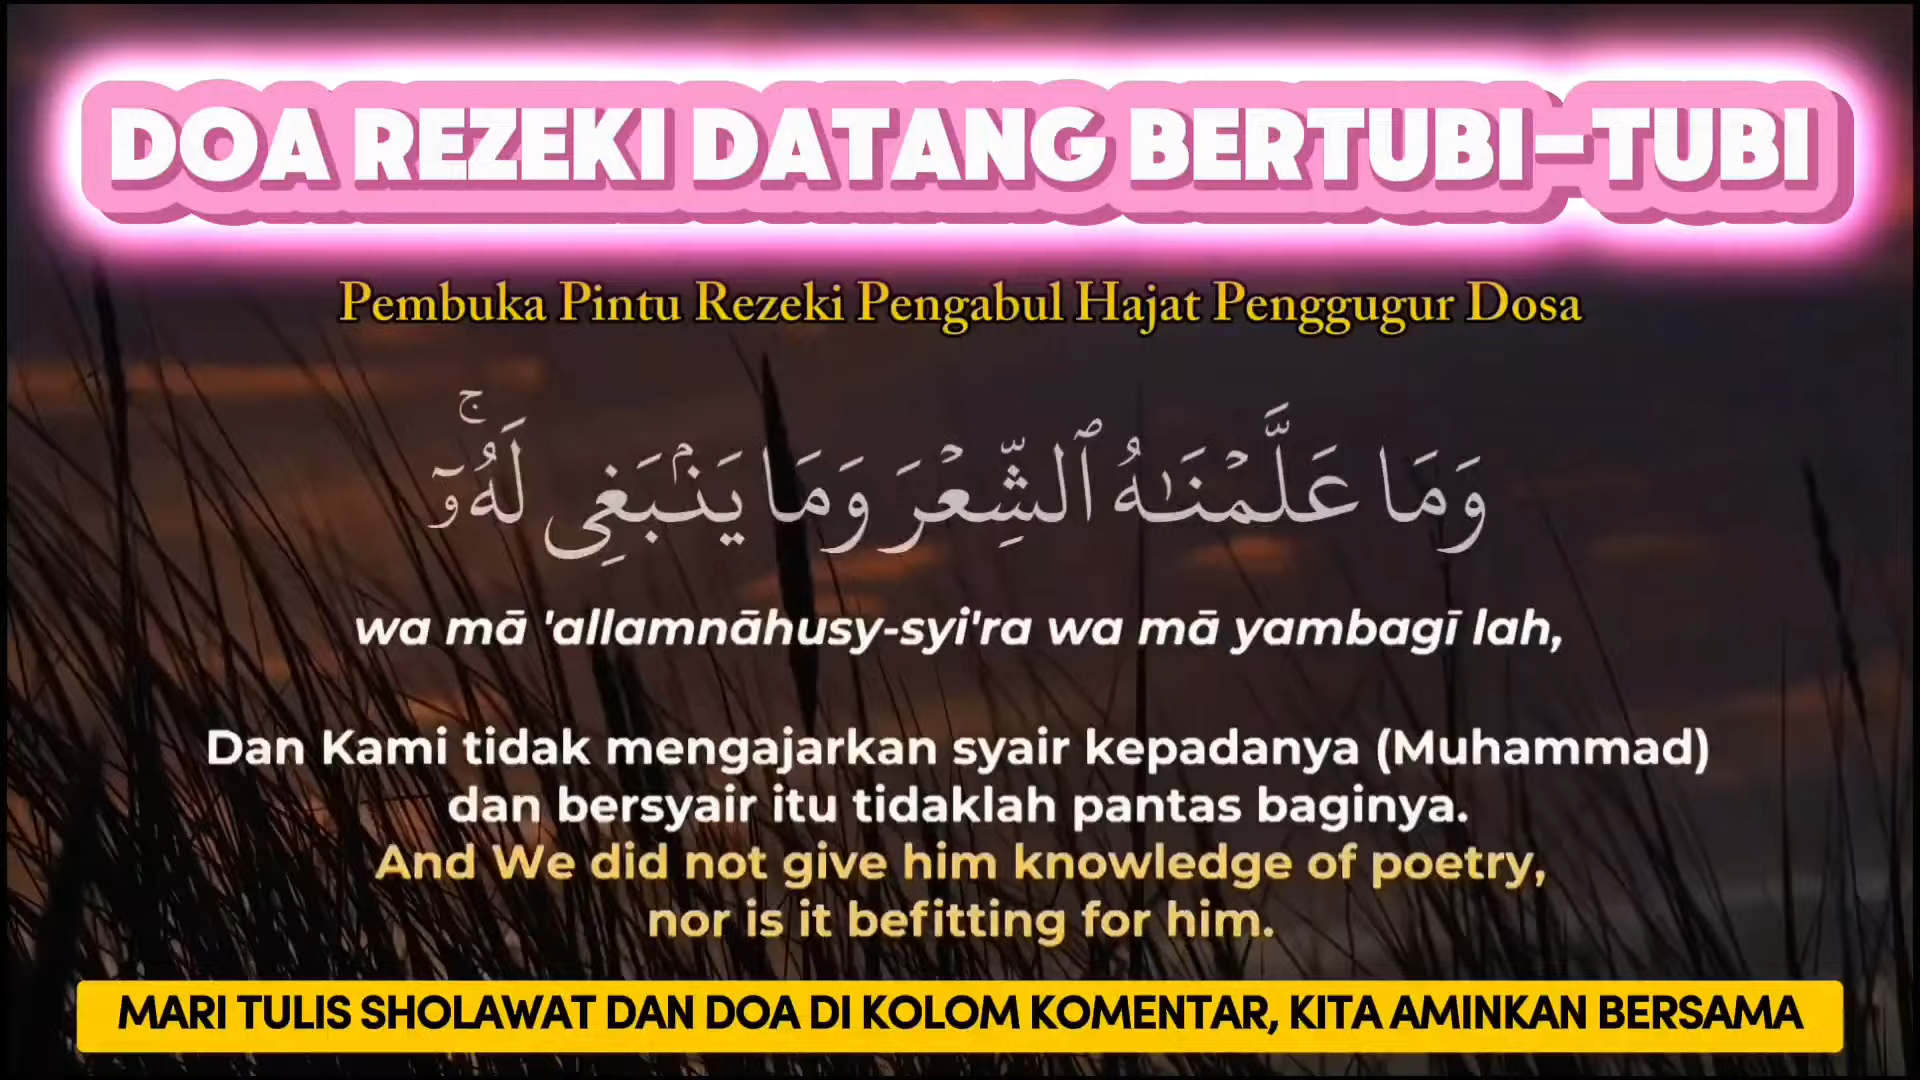 DOA REZEKI DATANG BERTUBI-TUBI
Pembuka Pintu Rezeki Pengabul Hajat Penggugur Dosa
وَمَا عَلَّمْنَـٰهُ ٱلشِّعْرَ وَمَا يَنۢبَغِى لَهُۥٓ ۚ
wa mā 'allamnāhusy-syi'ra wa mā yambagī lah,
Dan Kami tidak mengajarkan syair kepadanya (Muhammad)
dan bersyair itu tidaklah pantas baginya.
And We did not give him knowledge of poetry,
nor is it befitting for him.
MARI TULIS SHOLAWAT DAN DOA DI KOLOM KOMENTAR, KITA AMINKAN BERSAMA